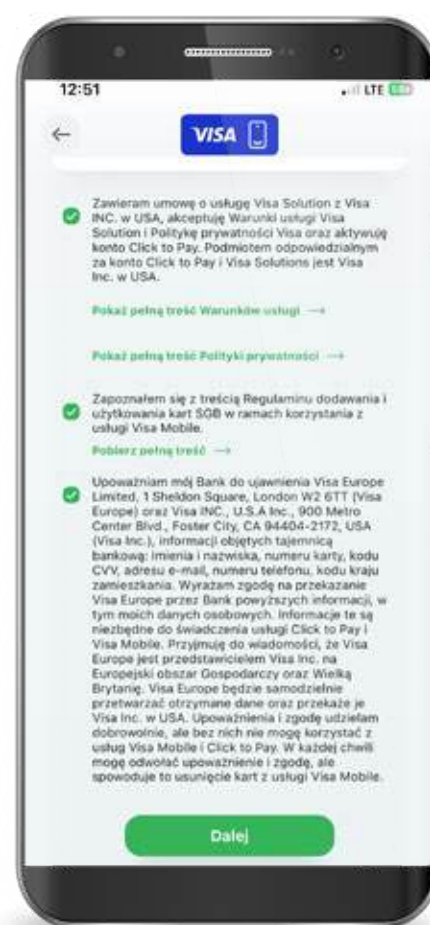 12:51
LTE
VISA
Zawieram umowę o usługę Visa Solution z Visa
INC. w USA, akceptuję Warunki usługi Visa
Solution i Politykę prywatności Visa oraz aktywuję
konto Click to Pay. Podmiotem odpowiedzialnym
za konto Click to Pay i Visa Solutions jest Visa
Inc. w USA.
Pokaż pełną treść Warunków usługi →
Pokaż pełną treść Polityki prywatności →
Zapoznałem się z treścią Regulaminu dodawania i
użytkowania kart SGB w ramach korzystania z
usługi Visa Mobile.
Pobierz pełną treść →
Upoważniam mój Bank do ujawnienia Visa Europe
Limited, 1 Sheldon Square, London W2 6TT (Visa
Europe) oraz Visa INC., U.S.A Inc., 900 Metro
Center Blvd., Foster City, CA 94404-2172, USA
(Visa Inc.), informacji objętych tajemnicą
bankową: imienia i nazwiska, numeru karty, kodu
CVV, adresu e-mail, numeru telefonu, kodu kraju
zamieszkania. Wyrażam zgodę na przekazanie
Visa Europe przez Bank powyższych informacji, w
tym moich danych osobowych. Informacje te są
niezbędne do świadczenia usługi Click to Pay i
Visa Mobile. Przyjmuję do wiadomości, że Visa
Europe jest przedstawicielem Visa Inc. na
Europejski obszar Gospodarczy oraz Wielką
Brytanię. Visa Europe będzie samodzielnie
przetwarzać otrzymane dane oraz przekaże je
Visa Inc. w USA. Upoważnienia i zgodę udzielam
dobrowolnie, ale bez nich nie mogę korzystać z
usług Visa Mobile i Click to Pay. W każdej chwili
mogę odwołać upoważnienie i zgodę, ale
spowoduje to usunięcie kart z usługi Visa Mobile.
Dalej